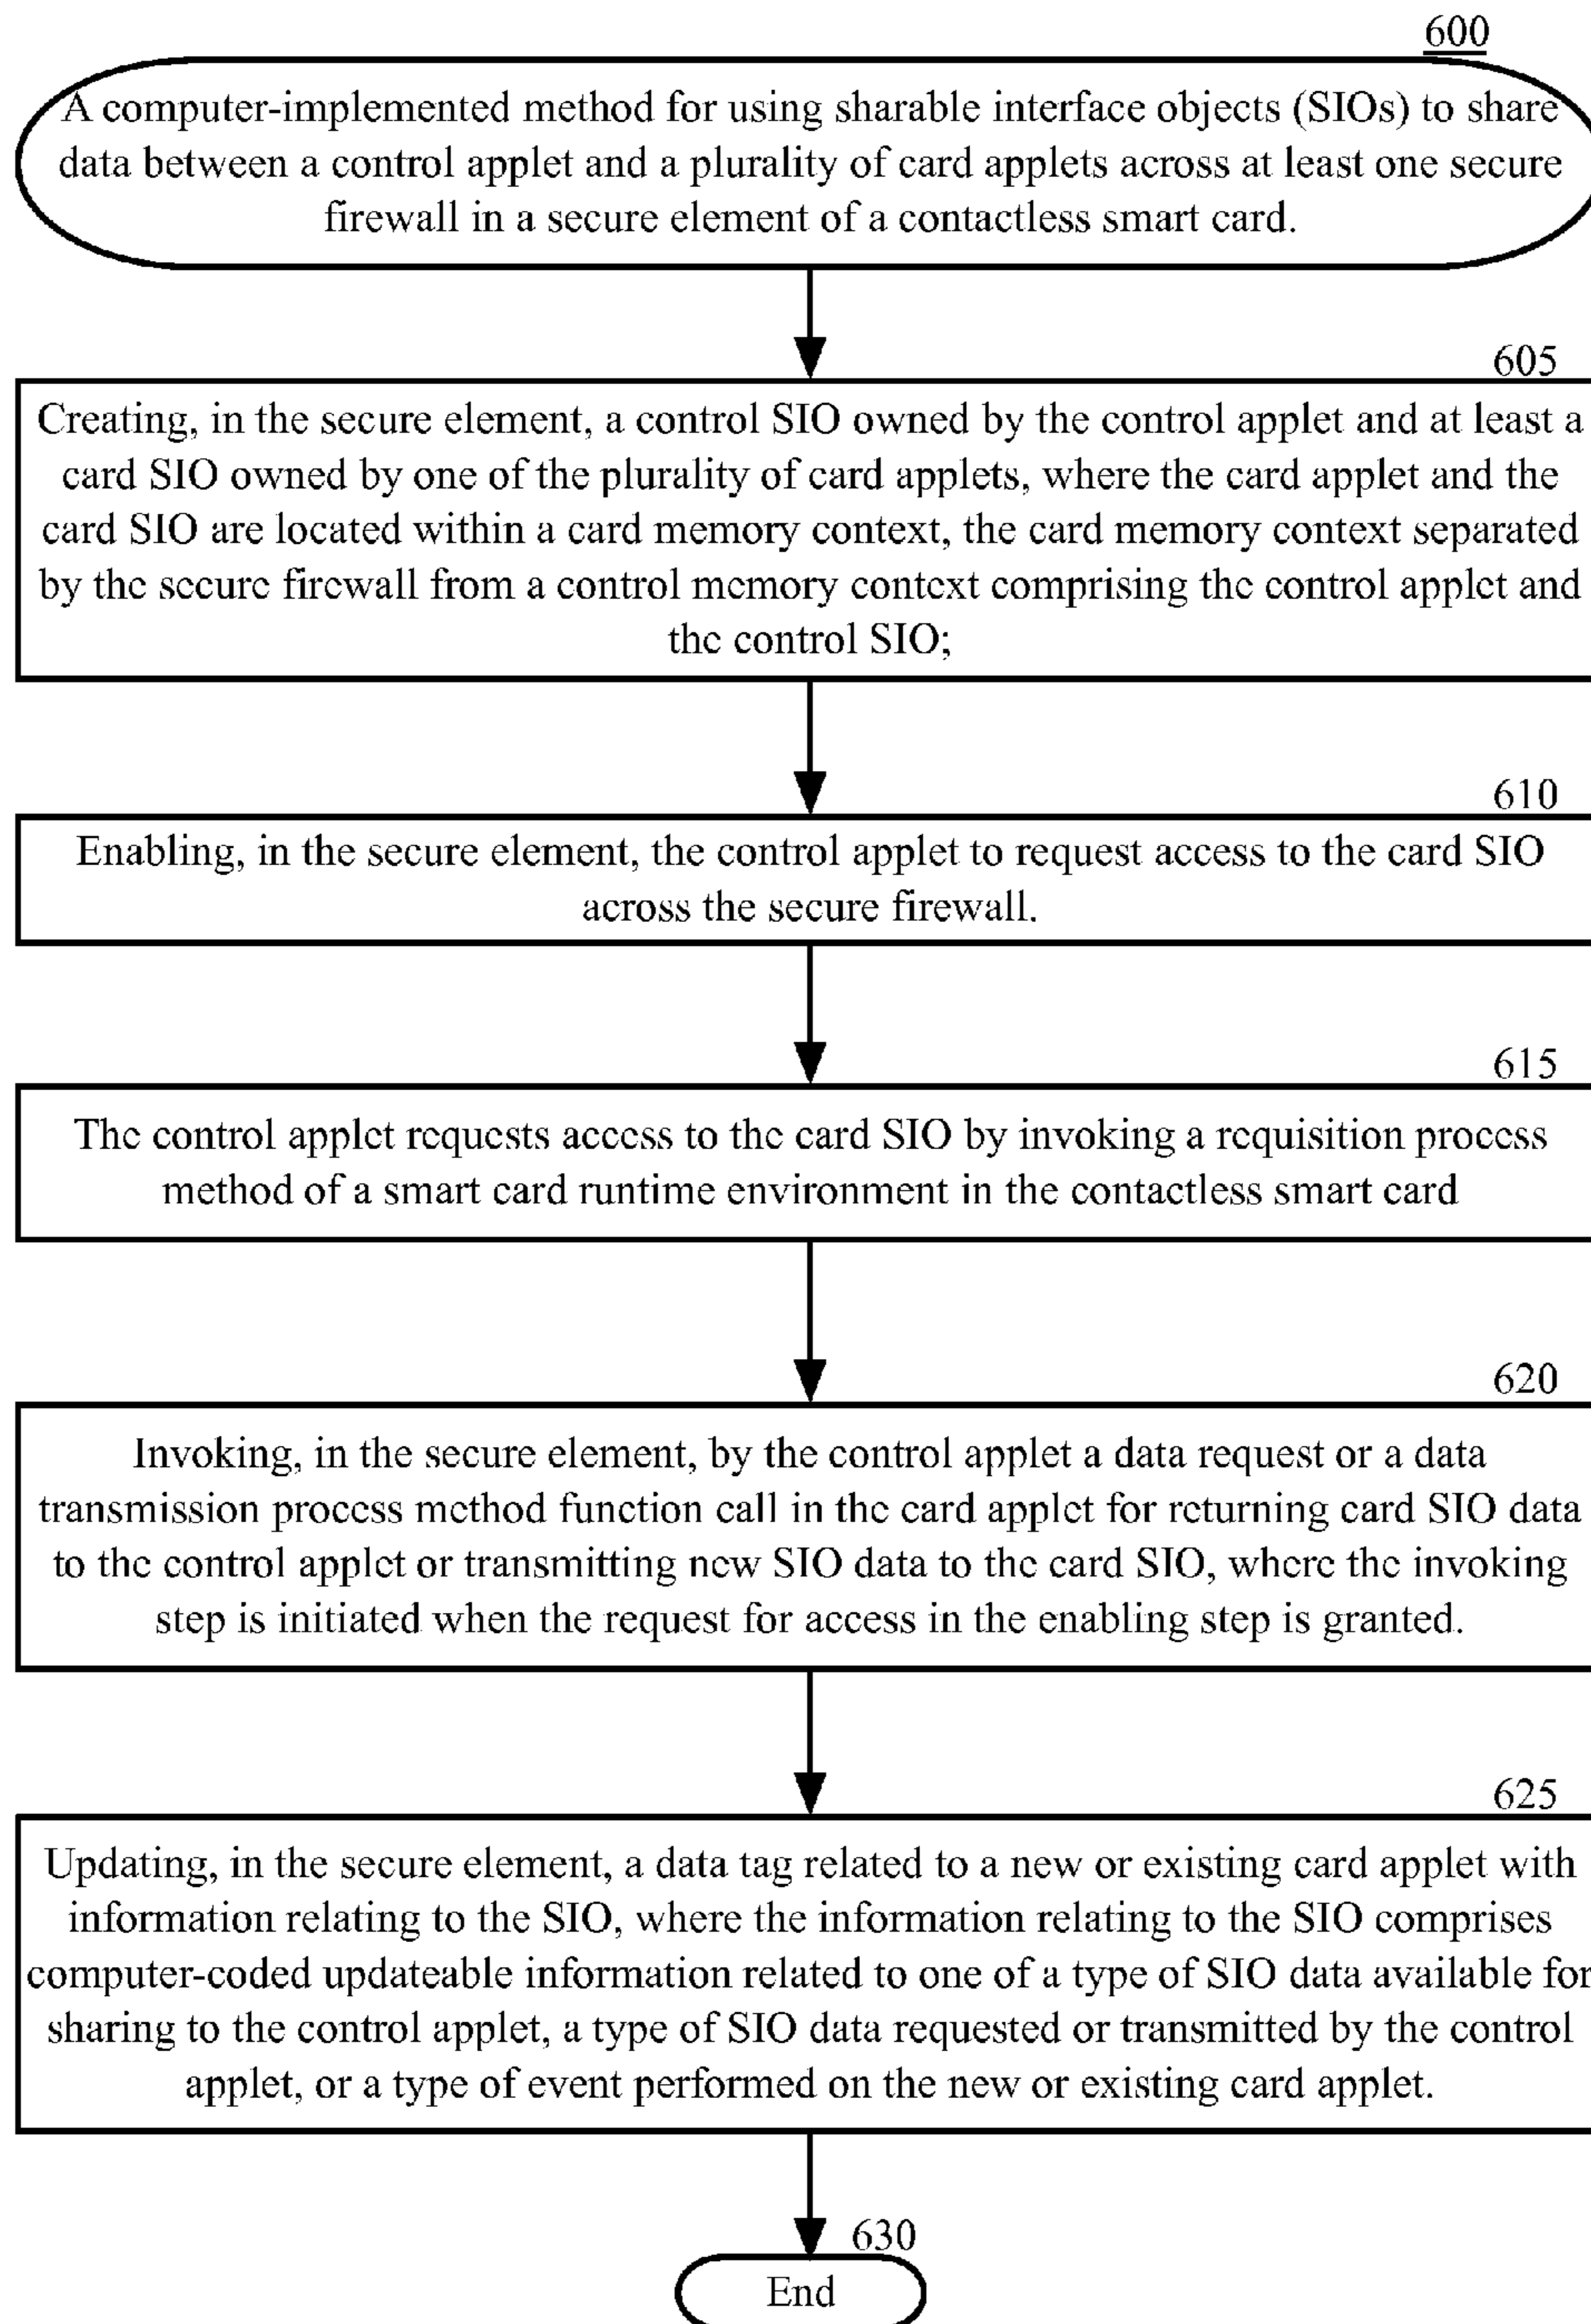 600
A computer-implemented method for using sharable interface objects (SIOs) to share
data between a control applet and a plurality of card applets across at least one secure
firewall in a secure element of a contactless smart card.
605
Creating, in the secure element, a control SIO owned by the control applet and at least a
card SIO owned by one of the plurality of card applets, where the card applet and the
card SIO are located within a card memory context, the card memory context separated
by the secure firewall from a control memory context comprising the control applet and
the control SIO;
610
Enabling, in the secure element, the control applet to request access to the card SIO
across the secure firewall.
615
The control applet requests access to the card SIO by invoking a requisition process
method of a smart card runtime environment in the contactless smart card
620
Invoking, in the secure element, by the control applet a data request or a data
transmission process method function call in the card applet for returning card SIO data
to the control applet or transmitting new SIO data to the card SIO, where the invoking
step is initiated when the request for access in the enabling step is granted.
625
Updating, in the secure element, a data tag related to a new or existing card applet with
information relating to the SIO, where the information relating to the SIO comprises
computer-coded updateable information related to one of a type of SIO data available for
sharing to the control applet, a type of SIO data requested or transmitted by the control
applet, or a type of event performed on the new or existing card applet.
630
End